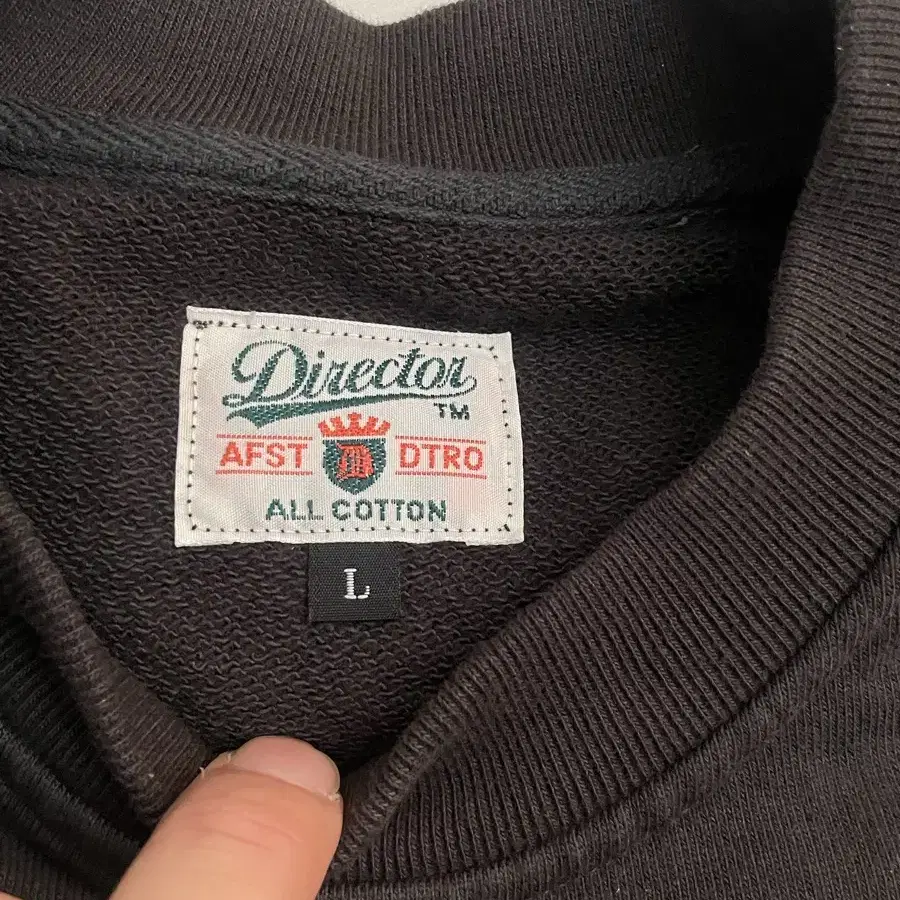 Director
TM
AFST D DTRO
ALL COTTON
L